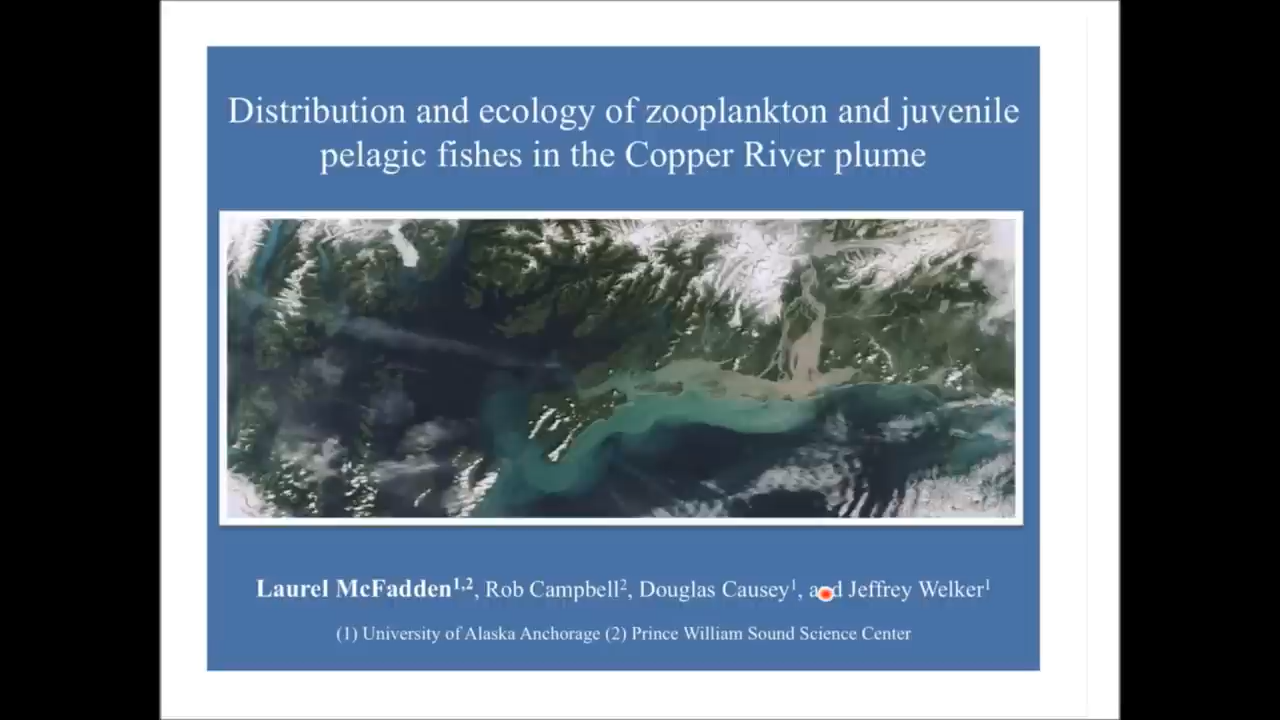 Distribution and ecology of zooplankton and juvenile
pelagic fishes in the Copper River plume
Laurel McFadden1,2, Rob Campbell2, Douglas Causey1, and Jeffrey Welker1
(1) University of Alaska Anchorage (2) Prince William Sound Science Center